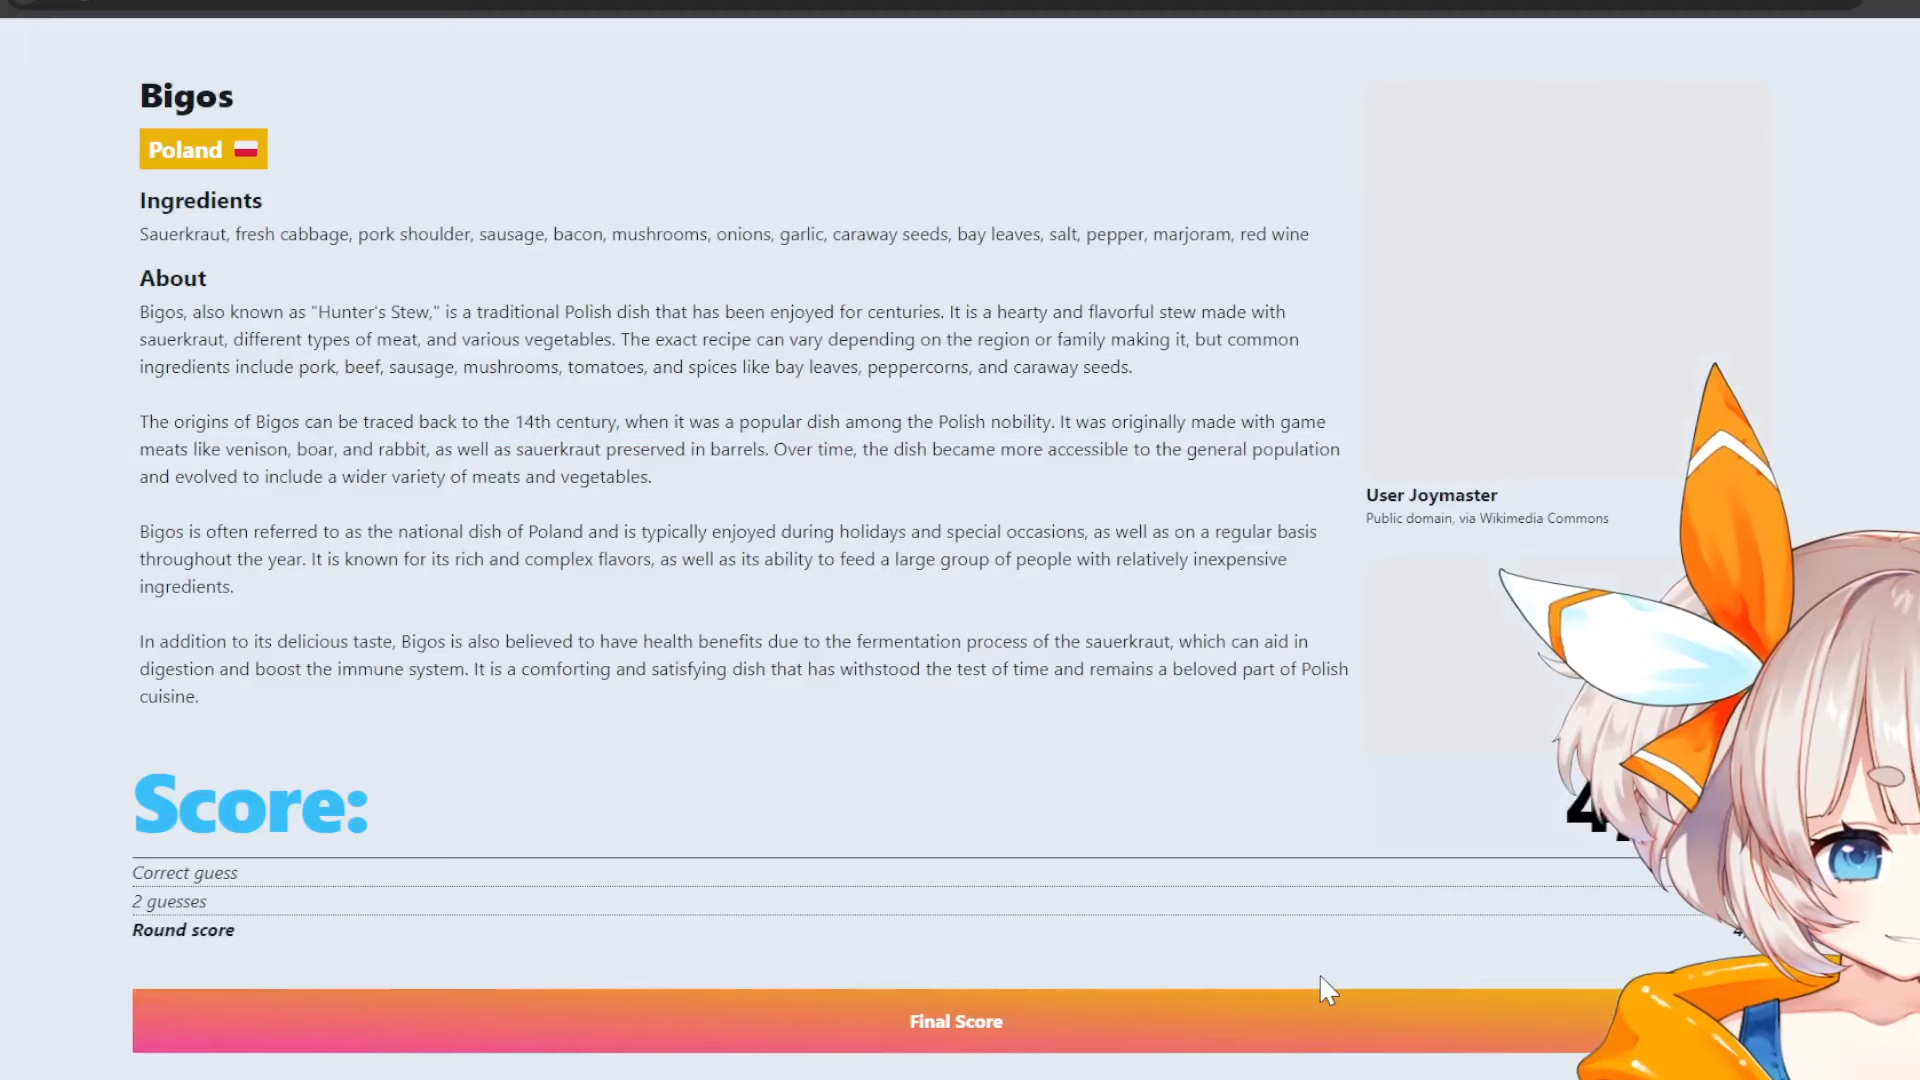 Bigos
Poland
Ingredients
Sauerkraut, fresh cabbage, pork shoulder, sausage, bacon, mushrooms, onions, garlic, caraway seeds, bay leaves, salt, pepper, marjoram, red wine
About
Bigos, also known as "Hunter's Stew," is a traditional Polish dish that has been enjoyed for centuries. It is a hearty and flavorful stew made with
sauerkraut, different types of meat, and various vegetables. The exact recipe can vary depending on the region or family making it, but common
ingredients include pork, beef, sausage, mushrooms, tomatoes, and spices like bay leaves, peppercorns, and caraway seeds.
The origins of Bigos can be traced back to the 14th century, when it was a popular dish among the Polish nobility. It was originally made with game
meats like venison, boar, and rabbit, as well as sauerkraut preserved in barrels. Over time, the dish became more accessible to the general population
and evolved to include a wider variety of meats and vegetables.
Bigos is often referred to as the national dish of Poland and is typically enjoyed during holidays and special occasions, as well as on a regular basis
throughout the year. It is known for its rich and complex flavors, as well as its ability to feed a large group of people with relatively inexpensive
ingredients.
In addition to its delicious taste, Bigos is also believed to have health benefits due to the fermentation process of the sauerkraut, which can aid in
digestion and boost the immune system. It is a comforting and satisfying dish that has withstood the test of time and remains a beloved part of Polish
cuisine.
User Joymaster
Public domain, via Wikimedia Commons
Score:
Correct guess
2 guesses
Round score
Final Score